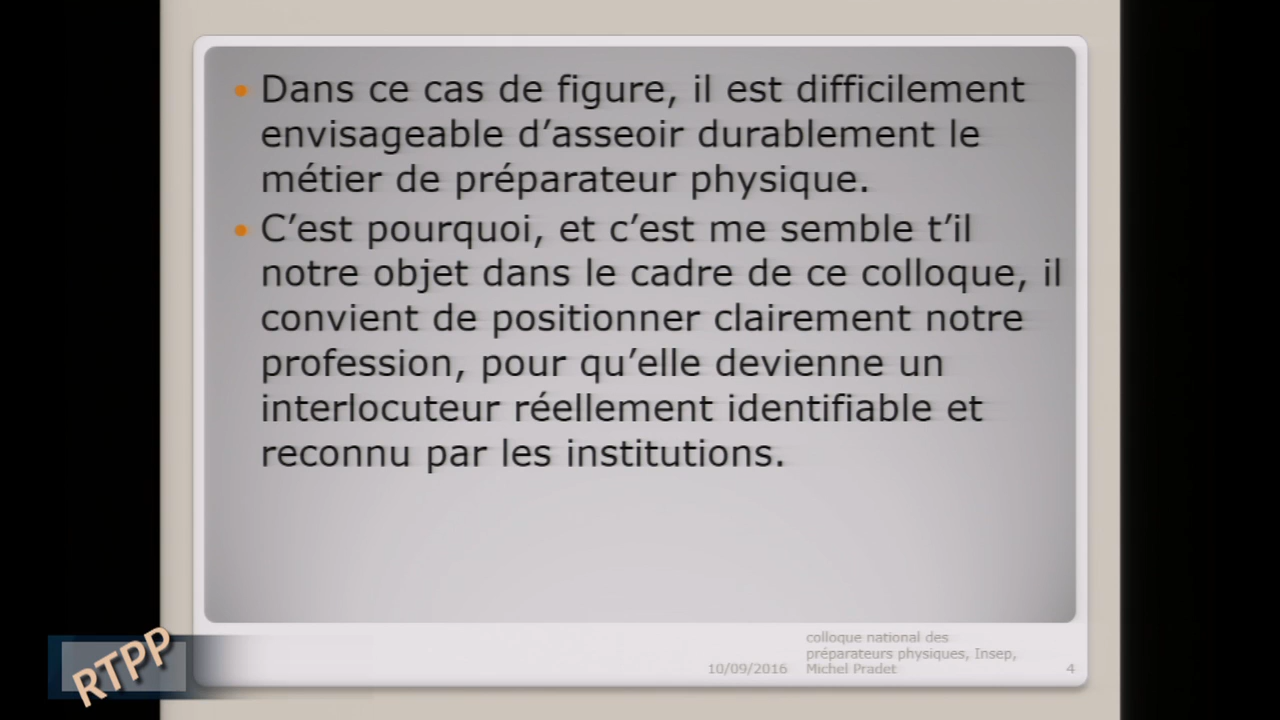 • Dans ce cas de figure, il est difficilement
envisageable d’asseoir durablement le
métier de préparateur physique.
• C’est pourquoi, et c’est me semble t’il
notre objet dans le cadre de ce colloque, il
convient de positionner clairement notre
profession, pour qu’elle devienne un
interlocuteur réellement identifiable et
reconnu par les institutions.
colloque national des
préparateurs physiques, Insep,
10/09/2016 Michel Pradet 4
RTPP